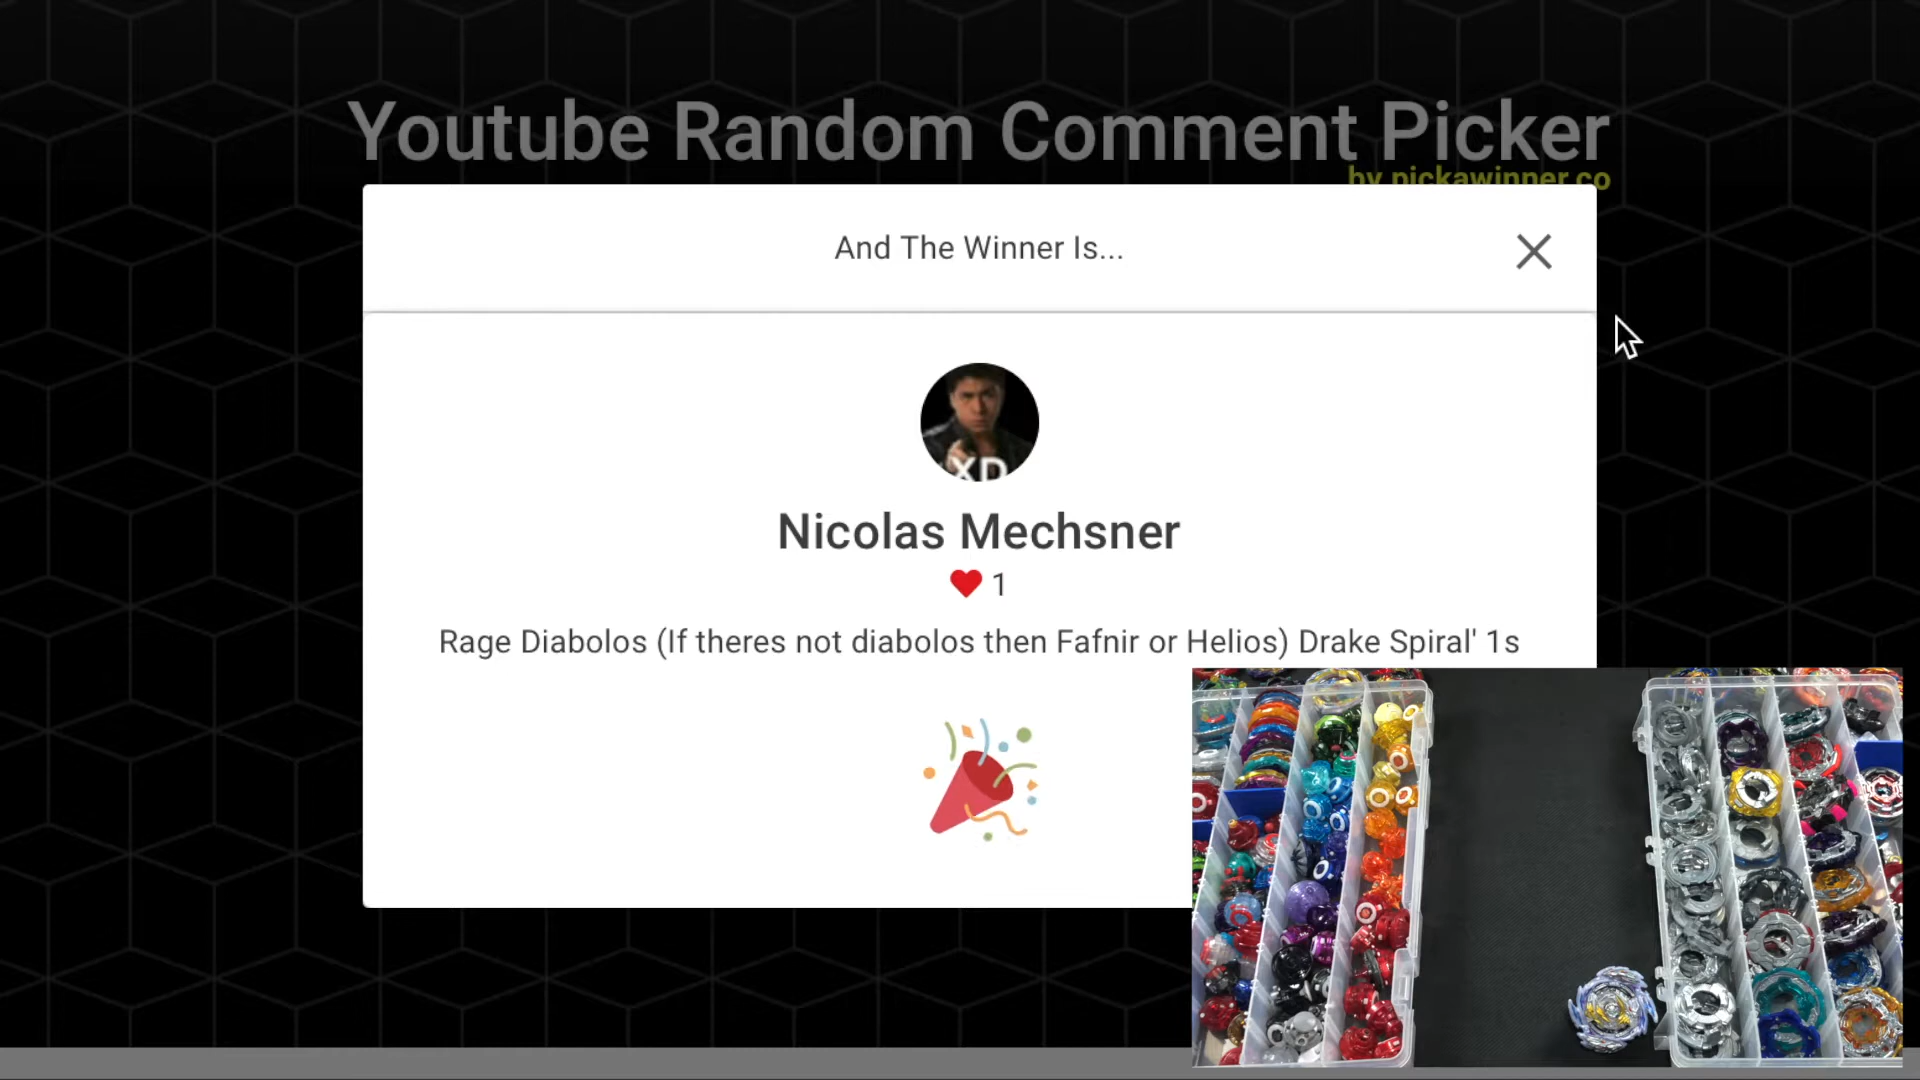 Youtube Random Comment Picker
by pickawinner.co
And The Winner Is...
XD
Nicolas Mechsner
1
Rage Diabolos (If theres not diabolos then Fafnir or Helios) Drake Spiral' 1s